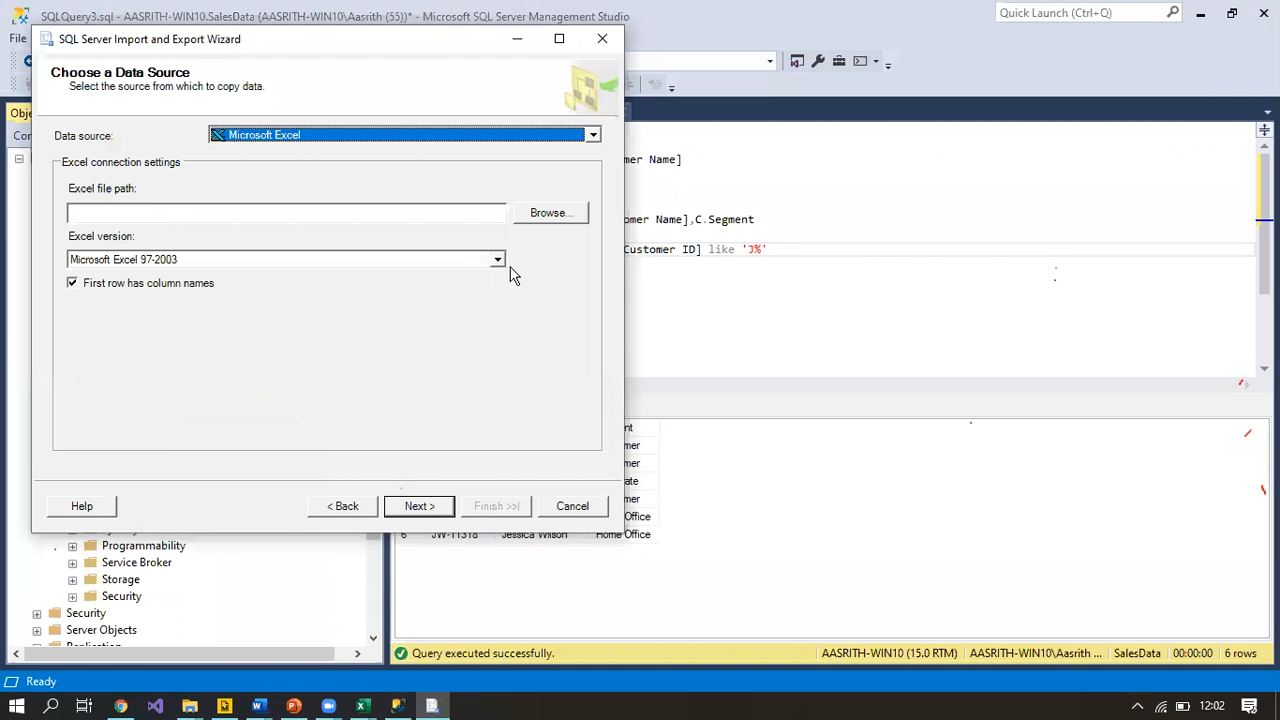 SQLQuery3.sql - AASRITH-WIN10.SalesData (AASRITH-WIN10\Aasrith (55))* - Microsoft SQL Server Management Studio
Quick Launch (Ctrl+Q)
File
SQL Server Import and Export Wizard
Choose a Data Source
Select the source from which to copy data.
Data source:
Microsoft Excel
Excel connection settings
Excel file path:
Browse...
Excel version:
Microsoft Excel 97-2003
First row has column names
Help
< Back
Next >
Finish >>|
Cancel
Obje
Con
mer Name]
omer Name],C.Segment
Customer ID] like 'J%'
nt
mer
mer
ate
mer
Office
6 JW-11318 Jessica Wilson Home Office
Programmability
Service Broker
Storage
Security
Security
Server Objects
Replication
Query executed successfully.
AASRITH-WIN10 (15.0 RTM)
AASRITH-WIN10\Aasrith ...
SalesData
00:00:00
6 rows
Ready
12:02